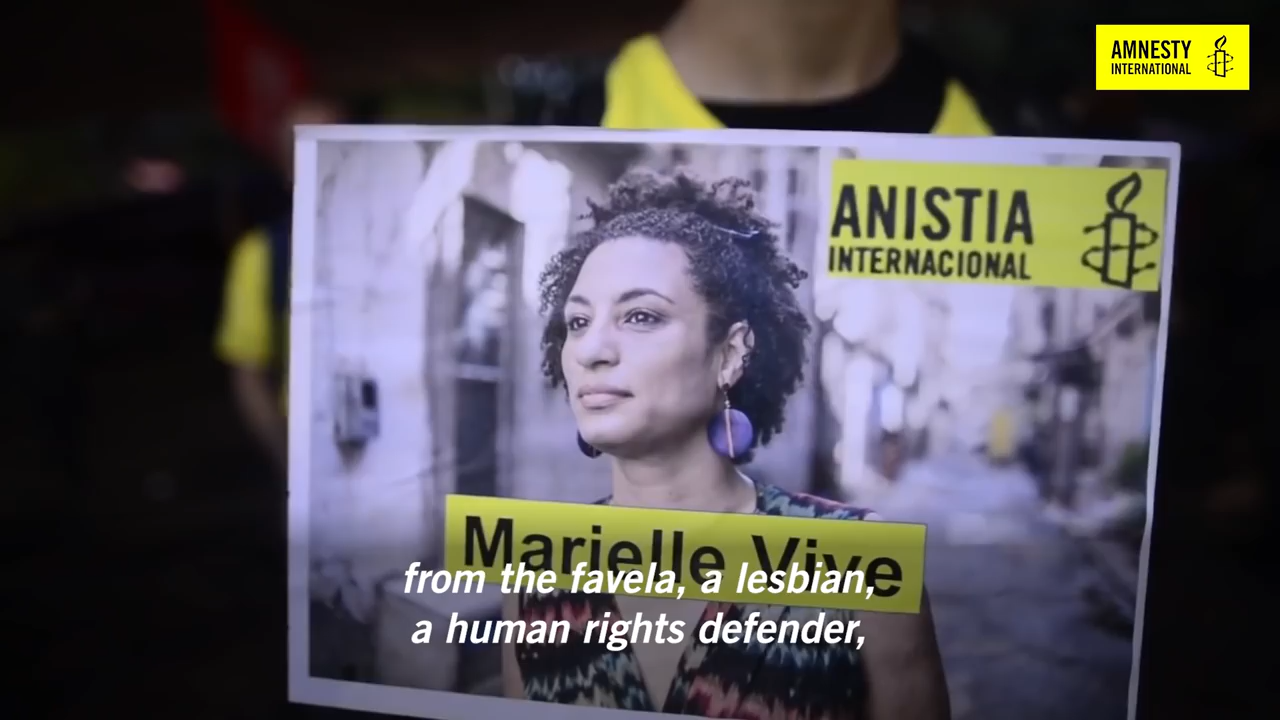 AMNESTY
INTERNATIONAL
ANISTIA
INTERNACIONAL
Marielle Vive
from the favela, a lesbian,
a human rights defender,